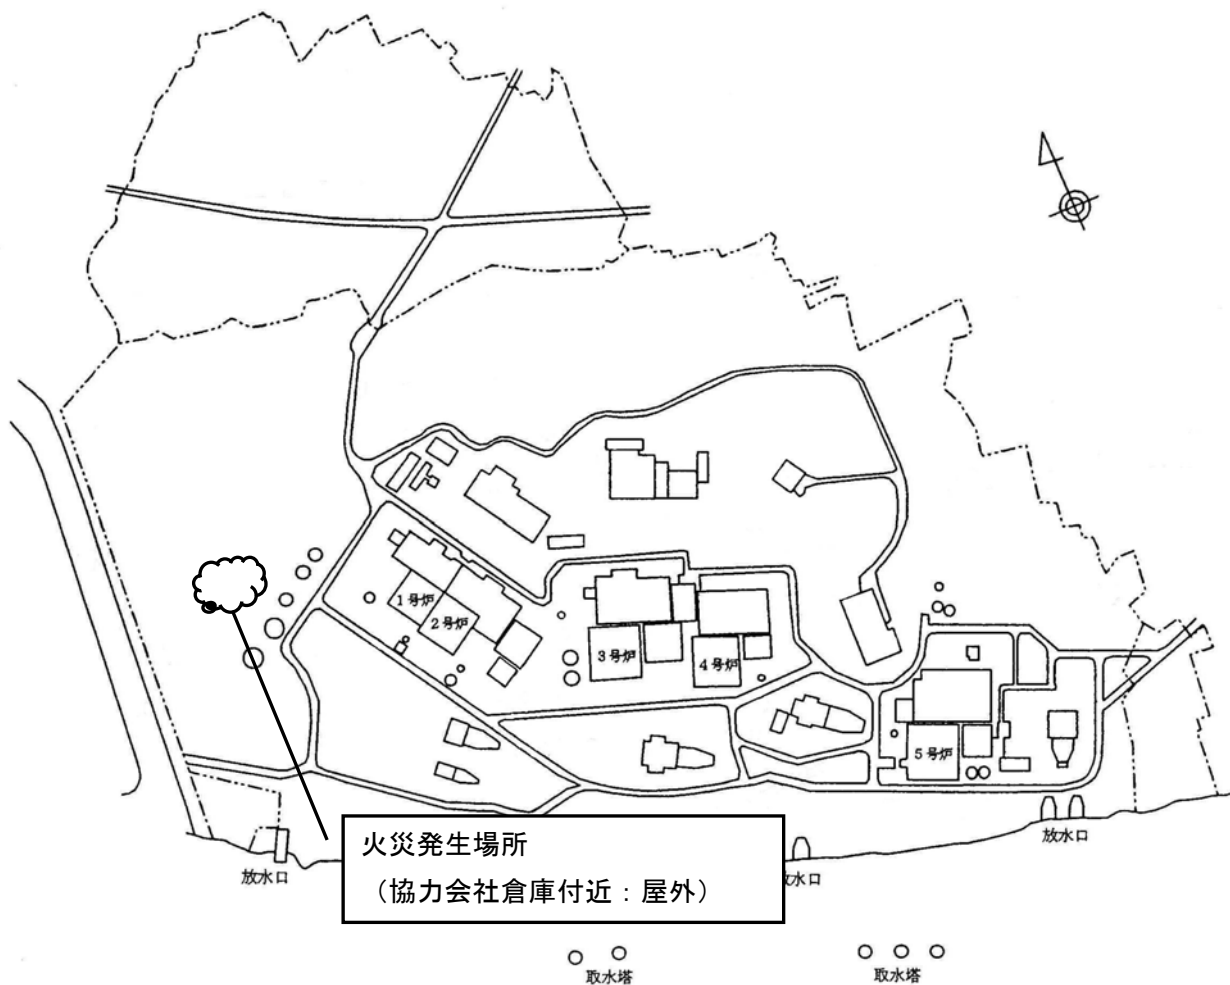 1号炉
2号炉
3号炉
4号炉
5号炉
放水口
火災発生場所
(協力会社倉庫付近:屋外)
水口
放水口
取水塔
取水塔